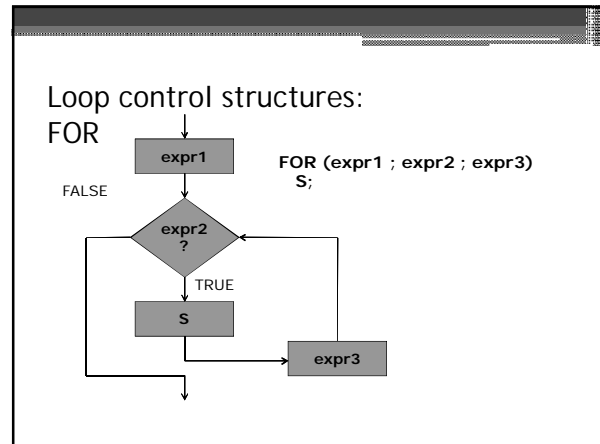 Loop control structures:
FOR
expr1
FOR (expr1 ; expr2 ; expr3)
S;
FALSE
expr2
?
TRUE
S
expr3